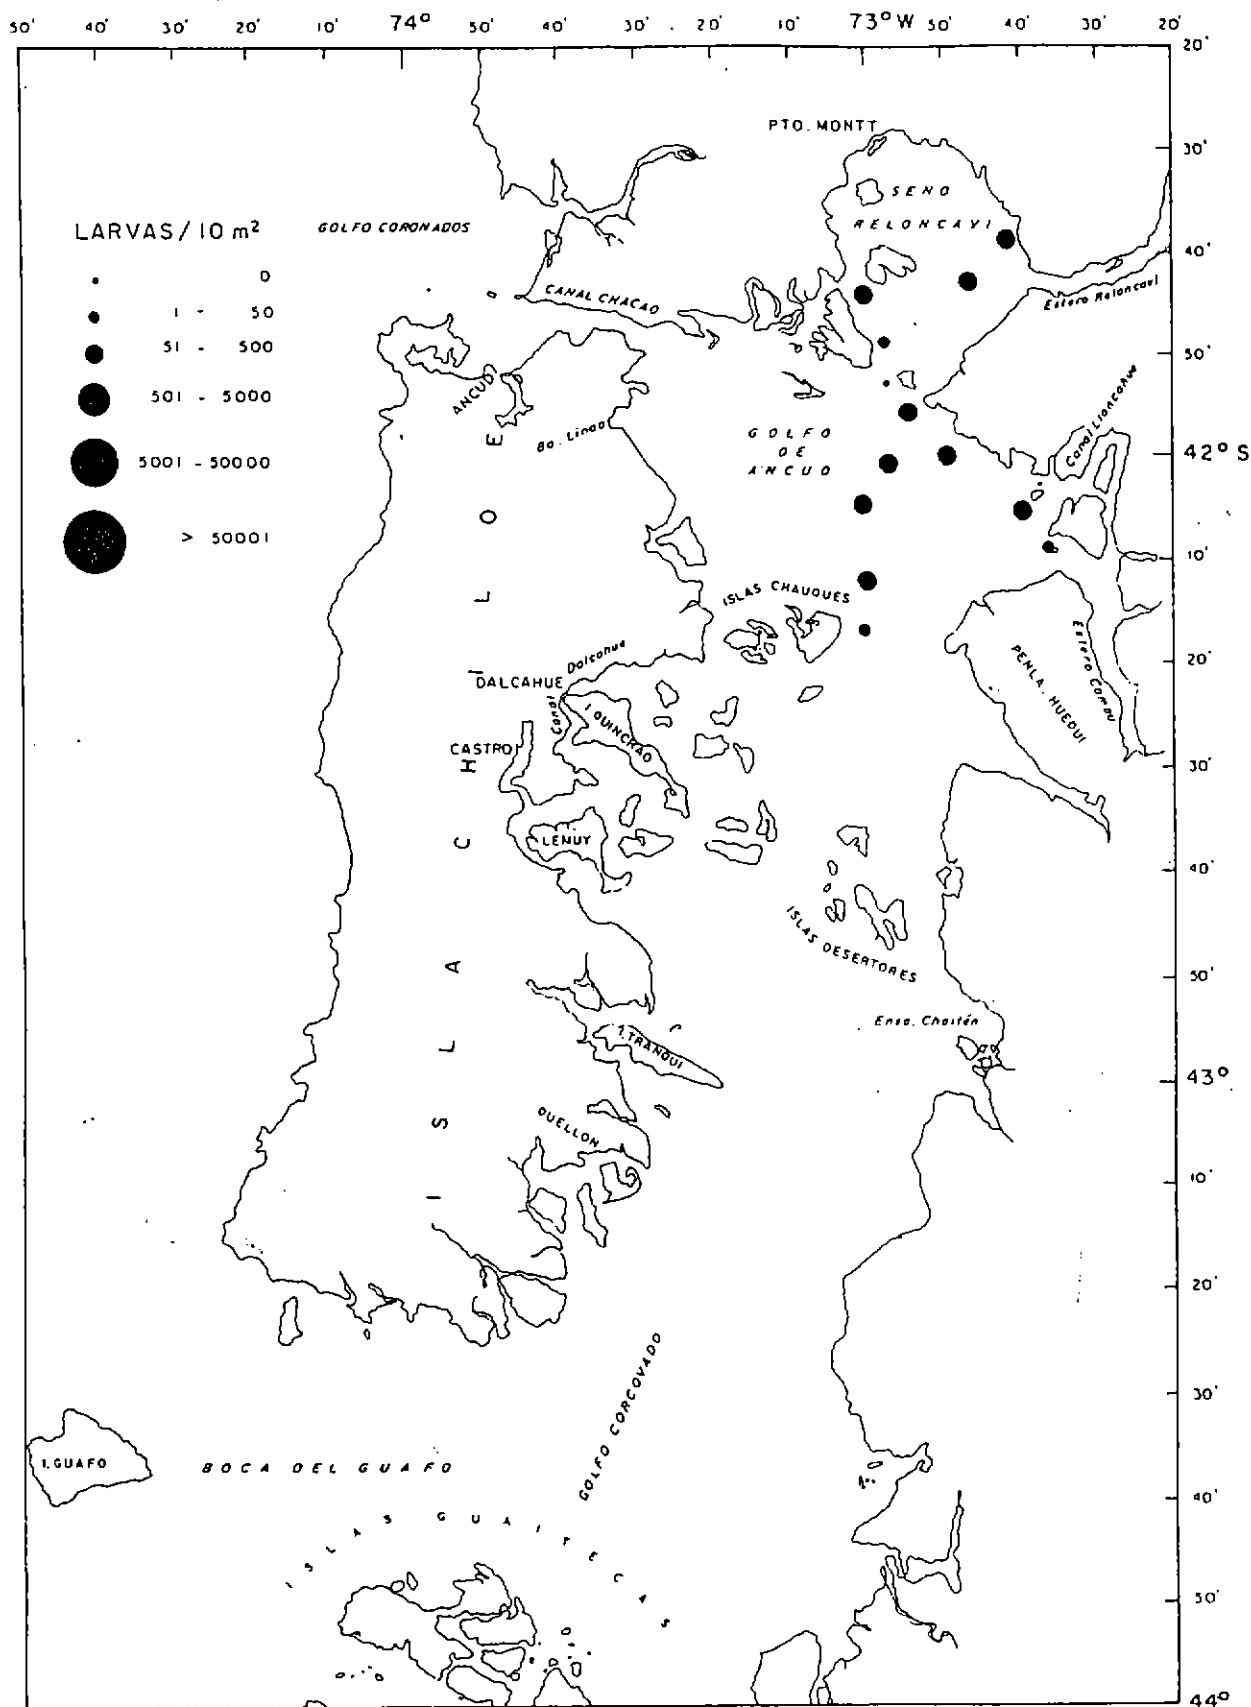 50' 40' 30' 20' 10' 74° 50' 40' 30' 20' 10' 73°W 50' 40' 30' 20'
20'
PTO. MONTT
30'
SENO
RELONCAVI
LARVAS/10 m²
GOLFO CORONADOS
40'
0
1 - 50
51 - 500
501 - 5000
5001 - 50000
> 50001
CANAL CHACAO
Estero Reloncavi
50'
ANCUD
Ba. Linao
GOLFO
DE
ANCUD
Canal Llancahue
42° S
10'
ISLAS CHAUQUES
20'
Canal Dalcahue
DALCAHUE
I. QUINCHAO
PENLA. HUEQUI
Estero Comau
CASTRO
30'
LEMUY
40'
ISLAS DESERTORES
50'
Ensa. Chaitén
I. TRANQUI
43°
QUELLON
10'
ISLA CHILOE
20'
GOLFO CORCOVADO
30'
I. GUAFO
BOCA DEL GUAFO
40'
ISLAS GUAITECAS
50'
44°